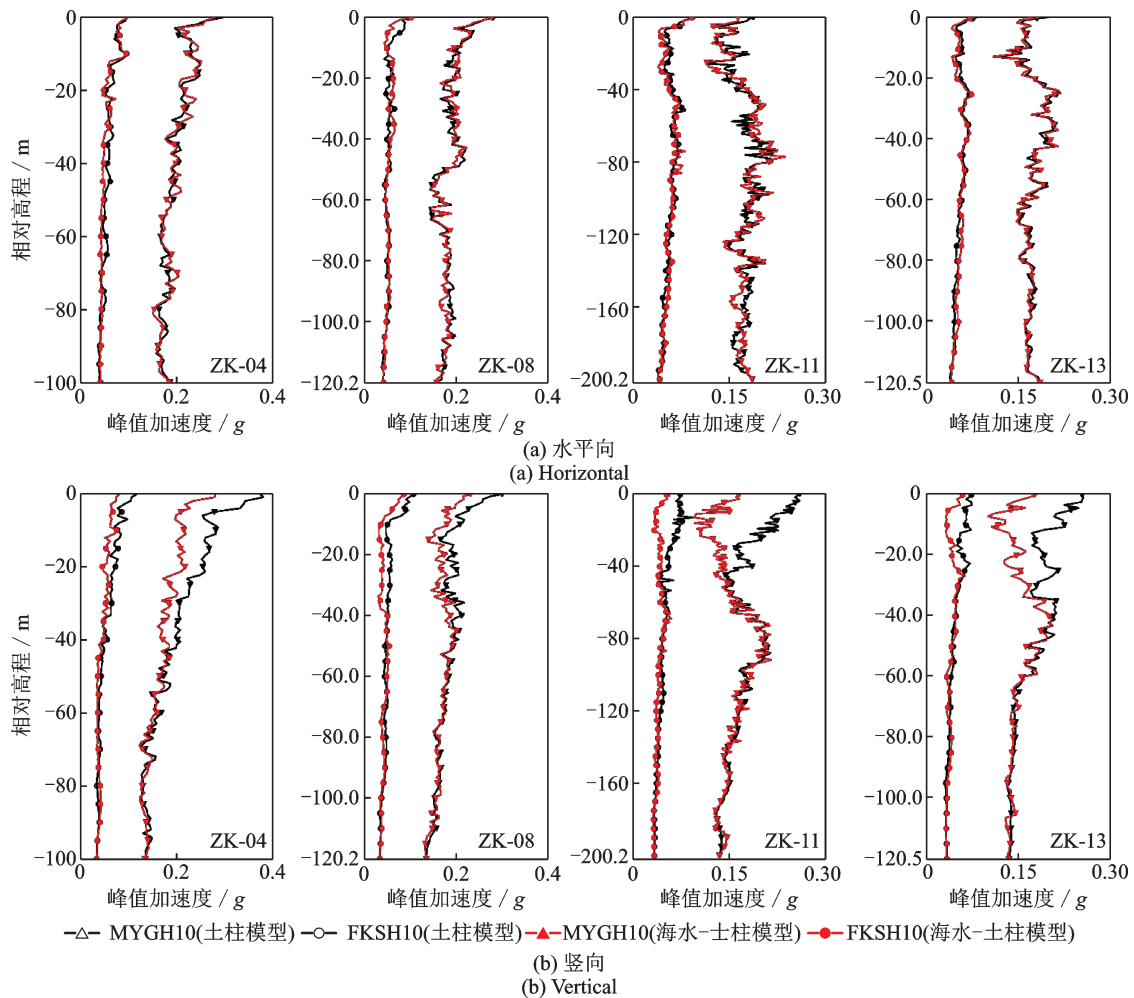 0
−20
−40
−60
−80
−100
相对高程 / m
ZK-04
0 0.2 0.4
峰值加速度 / g
0
−20.0
−40.0
−60.0
−80.0
−100.0
−120.2
ZK-08
0 0.2 0.4
峰值加速度 / g
0
−40
−80
−120
−160
−200.2
ZK-11
0 0.15 0.30
峰值加速度 / g
0
−20.0
−40.0
−60.0
−80.0
−100.0
−120.5
ZK-13
0 0.15 0.30
峰值加速度 / g
(a) 水平向
(a) Horizontal
0
−20
−40
−60
−80
−100
相对高程 / m
ZK-04
0 0.2 0.4
峰值加速度 / g
0
−20.0
−40.0
−60.0
−80.0
−100.0
−120.2
ZK-08
0 0.2 0.4
峰值加速度 / g
0
−40
−80
−120
−160
−200.2
ZK-11
0 0.15 0.30
峰值加速度 / g
0
−20.0
−40.0
−60.0
−80.0
−100.0
−120.5
ZK-13
0 0.15 0.30
峰值加速度 / g
MYGH10(土柱模型) FKSH10(土柱模型) MYGH10(海水-士柱模型) FKSH10(海水-土柱模型)
(b) 竖向
(b) Vertical